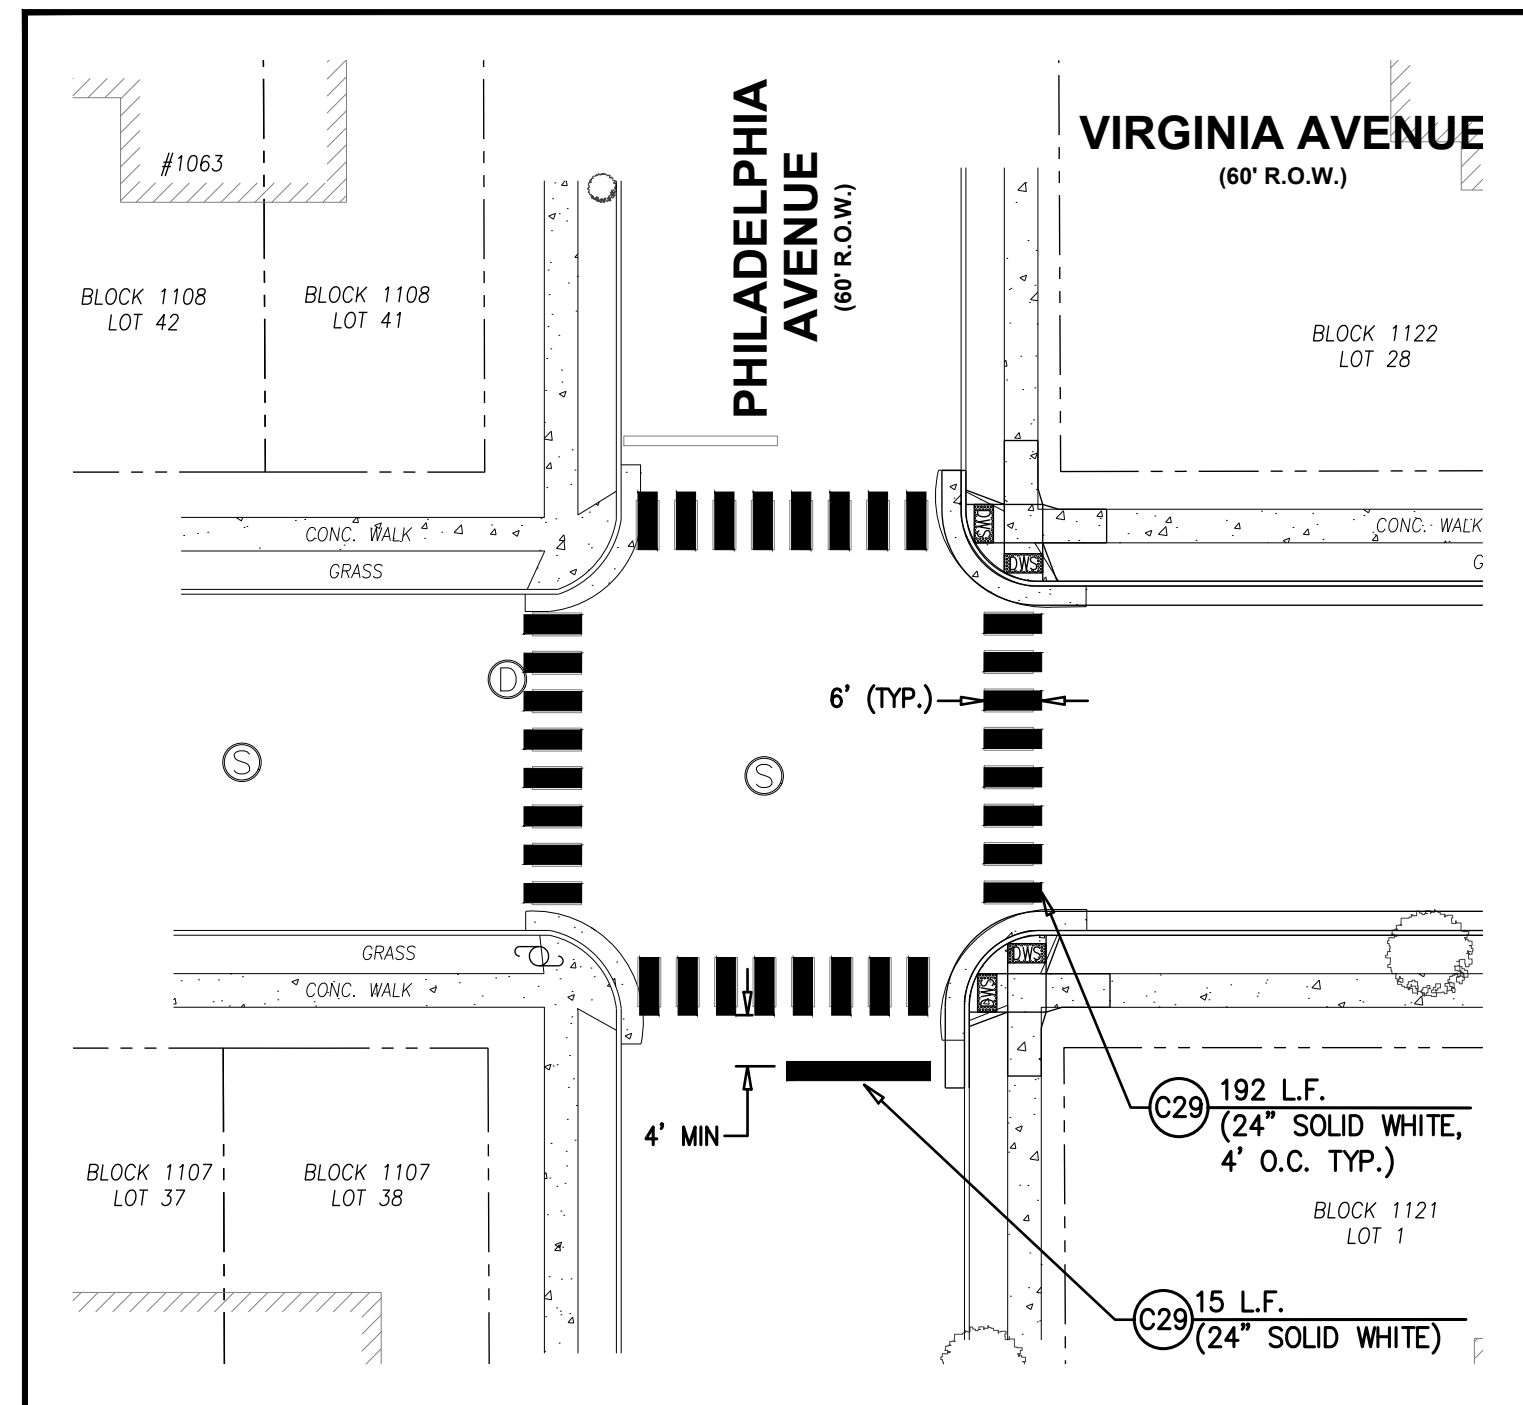 PHILADELPHIA
AVENUE
(60' R.O.W.)
VIRGINIA AVENUE
(60' R.O.W.)
#1063
BLOCK 1108
LOT 42
BLOCK 1108
LOT 41
BLOCK 1122
LOT 28
CONC. WALK
GRASS
DWS
DWS
CONC. WALK
G
D
6' (TYP.)
S
S
GRASS
CONC. WALK
DWS
DWS
4' MIN
C29
192 L.F.
(24" SOLID WHITE,
4' O.C. TYP.)
BLOCK 1107
LOT 37
BLOCK 1107
LOT 38
BLOCK 1121
LOT 1
C29
15 L.F.
(24" SOLID WHITE)